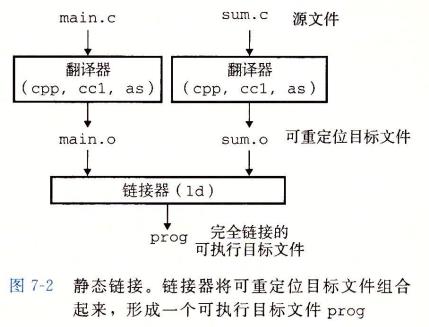 main.c sum.c 源文件
翻译器 翻译器
(cpp, cc1, as) (cpp, cc1, as)
main.o sum.o 可重定位目标文件
链接器(ld)
prog 完全链接的
可执行目标文件
图 7-2 静态链接。链接器将可重定位目标文件组合
起来，形成一个可执行目标文件 prog